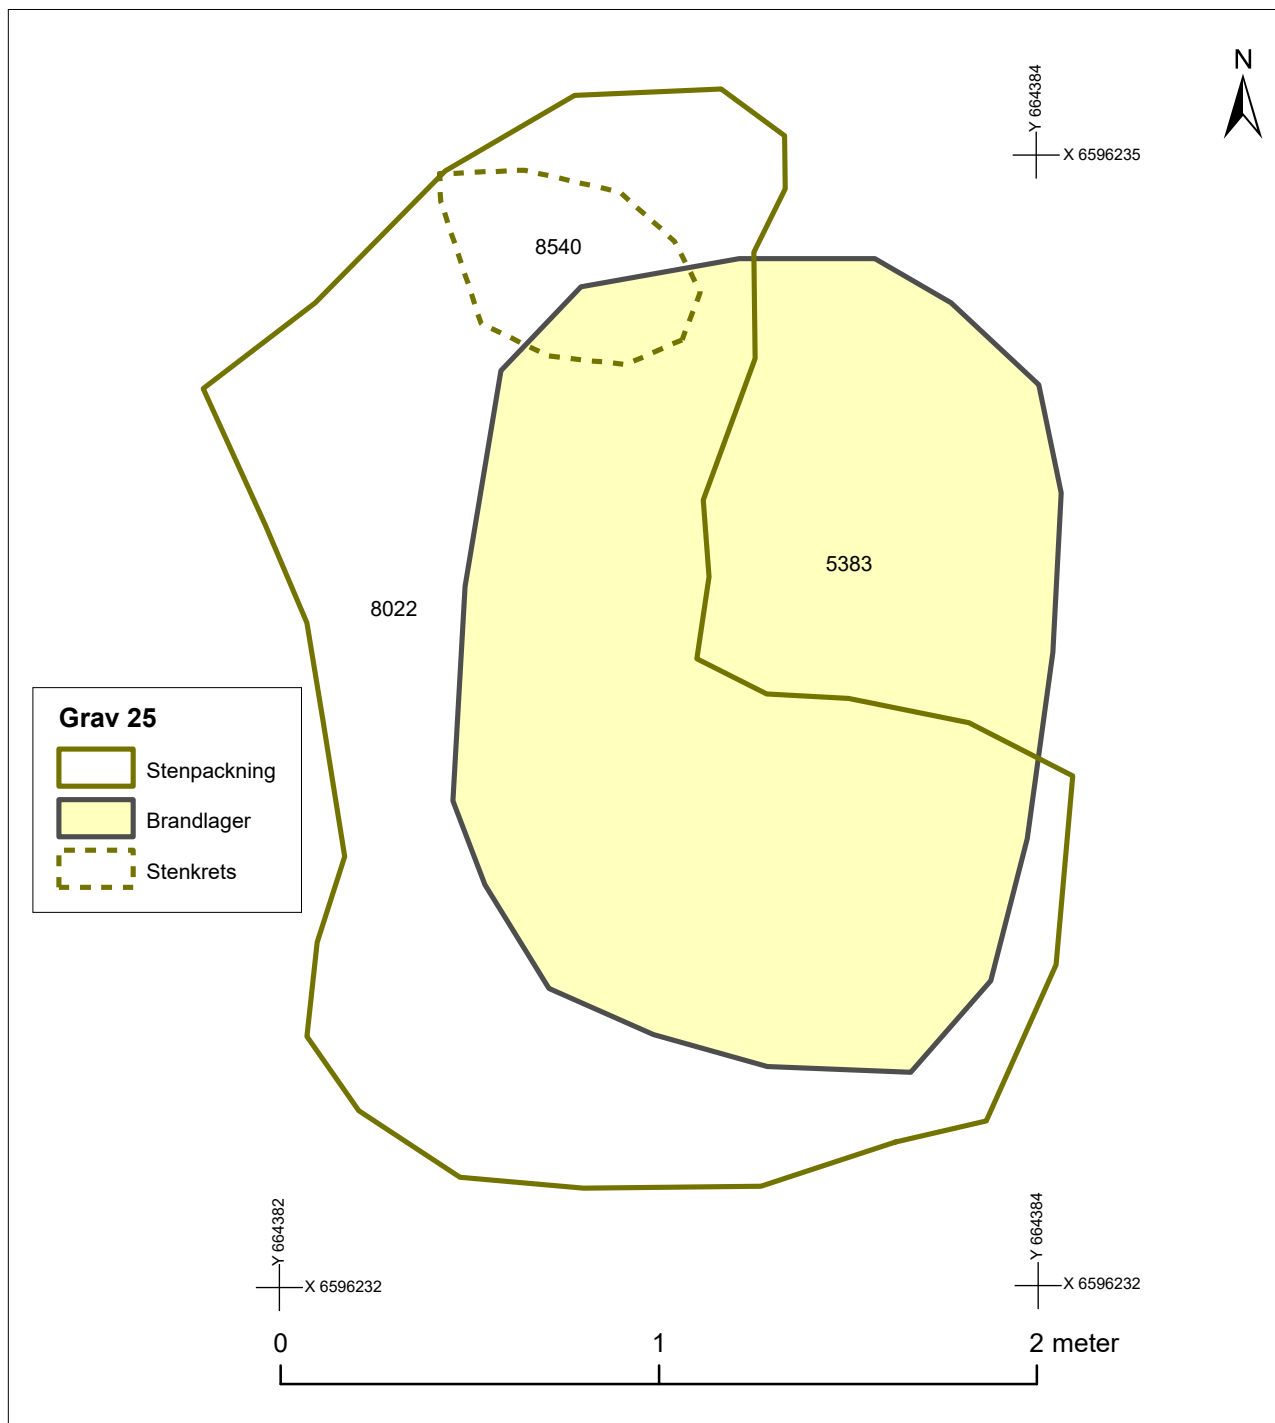 N
Y 664384
X 6596235
8540
5383
8022
Grav 25
Stenpackning
Brandlager
Stenkrets
Y 664382
X 6596232
Y 664384
X 6596232
0 1 2 meter